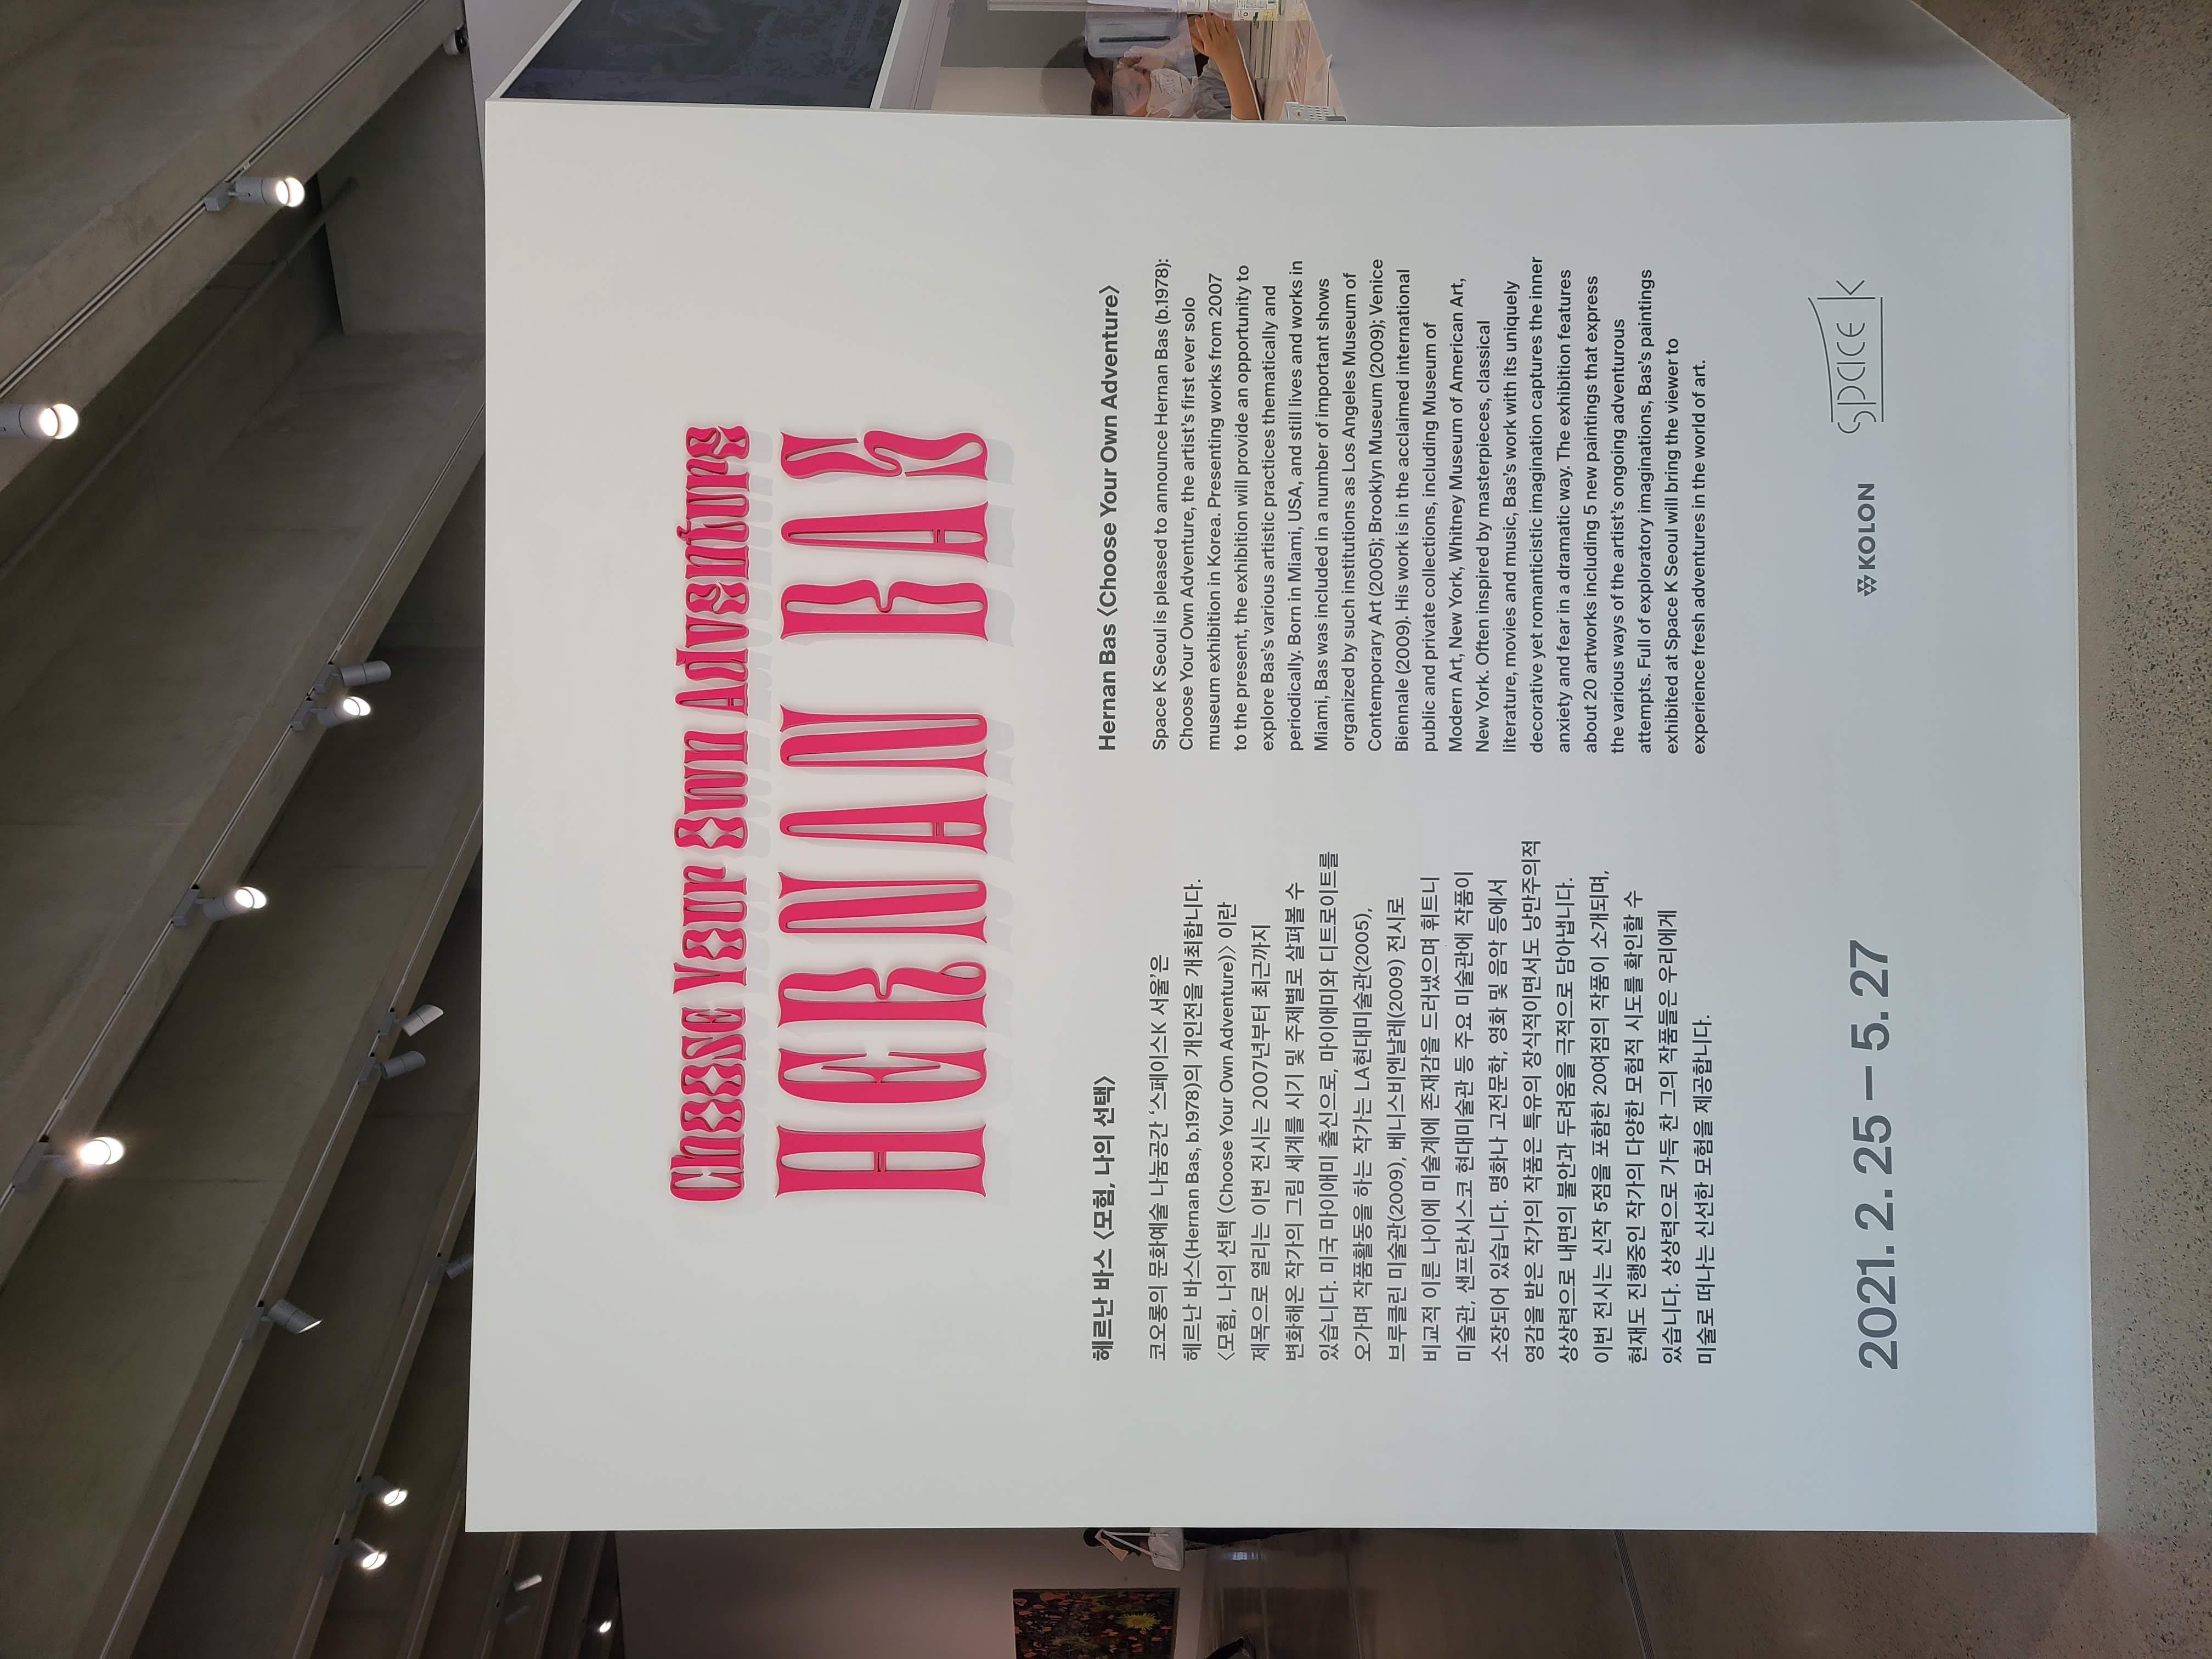 Choose Your Own Adventure
HERNAN BAS
헤르난 바스 〈모험, 나의 선택〉
코오롱의 문화예술 나눔공간 ‘스페이스K 서울’은
헤르난 바스(Hernan Bas, b.1978)의 개인전을 개최합니다.
〈모험, 나의 선택 (Choose Your Own Adventure)〉 이란
제목으로 열리는 이번 전시는 2007년부터 최근까지
변화해온 작가의 그림 세계를 시기 및 주제별로 살펴볼 수
있습니다. 미국 마이애미 출신으로, 마이애미와 디트로이트를
오가며 작품활동을 하는 작가는 LA현대미술관(2005),
브루클린 미술관(2009), 베니스비엔날레(2009) 전시로
비교적 이른 나이에 미술계에 존재감을 드러냈으며 휘트니
미술관, 샌프란시스코 현대미술관 등 주요 미술관에 작품이
소장되어 있습니다. 명화나 고전문학, 영화 및 음악 등에서
영감을 받은 작가의 작품은 특유의 장식적이면서도 낭만주의적
상상력으로 내면의 불안과 두려움을 극적으로 담아냅니다.
이번 전시는 신작 5점을 포함한 20여점의 작품이 소개되며,
현재도 진행중인 작가의 다양한 모험적 시도를 확인할 수
있습니다. 상상력으로 가득 찬 그의 작품들은 우리에게
미술로 떠나는 신선한 모험을 제공합니다.
Hernan Bas 〈Choose Your Own Adventure〉
Space K Seoul is pleased to announce Hernan Bas (b.1978):
Choose Your Own Adventure, the artist’s first ever solo
museum exhibition in Korea. Presenting works from 2007
to the present, the exhibition will provide an opportunity to
explore Bas’s various artistic practices thematically and
periodically. Born in Miami, USA, and still lives and works in
Miami, Bas was included in a number of important shows
organized by such institutions as Los Angeles Museum of
Contemporary Art (2005); Brooklyn Museum (2009); Venice
Biennale (2009). His work is in the acclaimed international
public and private collections, including Museum of
Modern Art, New York, Whitney Museum of American Art,
New York. Often inspired by masterpieces, classical
literature, movies and music, Bas’s work with its uniquely
decorative yet romanticistic imagination captures the inner
anxiety and fear in a dramatic way. The exhibition features
about 20 artworks including 5 new paintings that express
the various ways of the artist’s ongoing adventurous
attempts. Full of exploratory imaginations, Bas’s paintings
exhibited at Space K Seoul will bring the viewer to
experience fresh adventures in the world of art.
2021. 2. 25 – 5. 27
KOLON
SPACE K